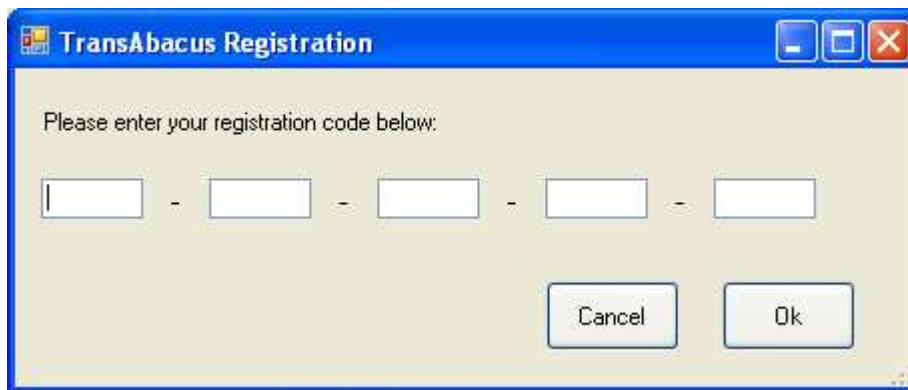 TransAbacus Registration
Please enter your registration code below:
- - - -
Cancel Ok